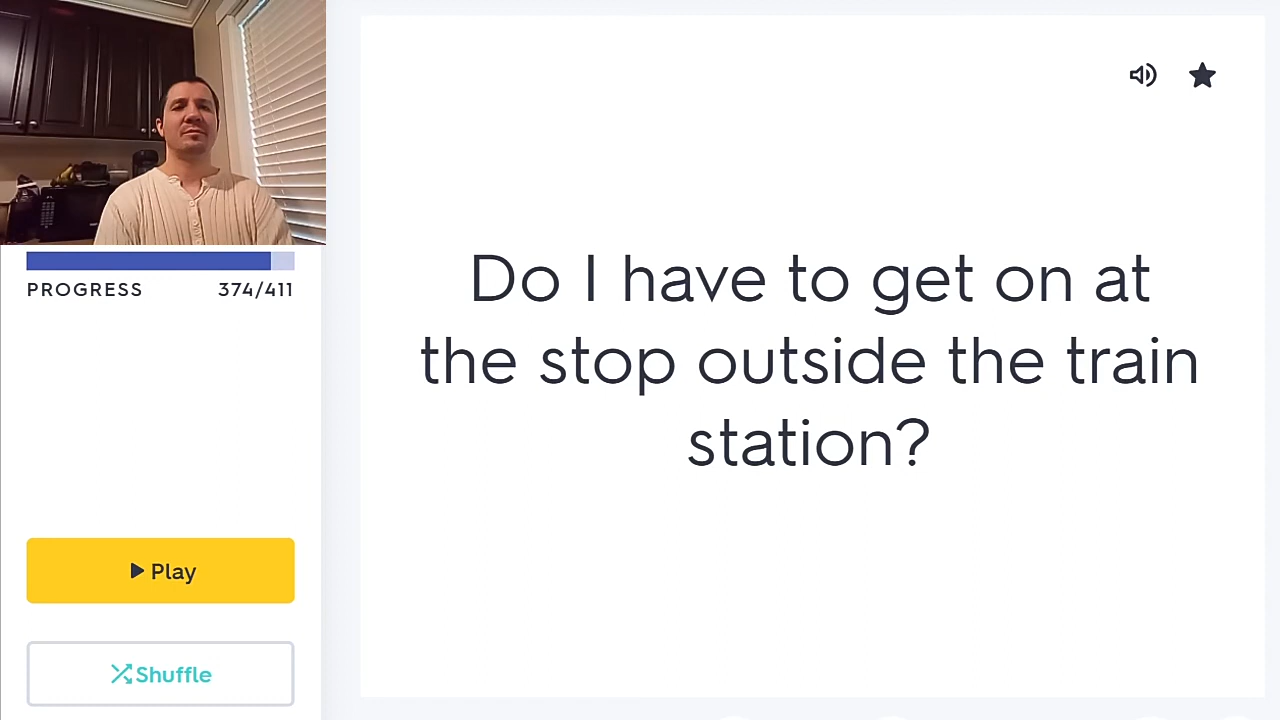 PROGRESS 374/411
Play
Shuffle
Do I have to get on at
the stop outside the train
station?